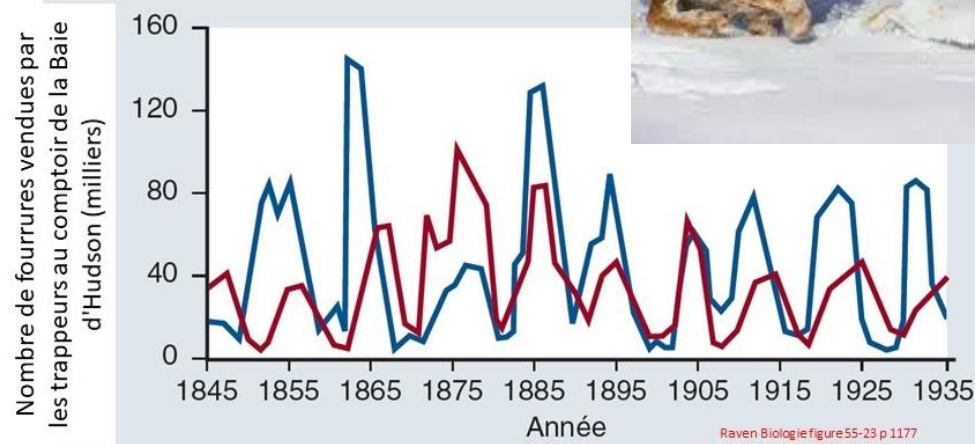 Nombre de fourrures vendues par
les trappeurs au comptoir de la Baie
d'Hudson (milliers)
160
120
80
40
0
1845 1855 1865 1875 1885 1895 1905 1915 1925 1935
Année
Raven Biologie figure 55-23 p 1177